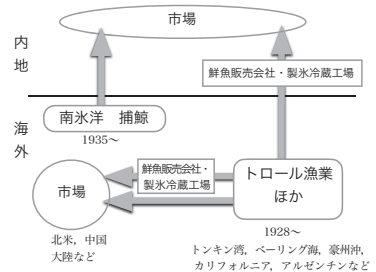 市場
内地
鮮魚販売会社・製氷冷蔵工場
南氷洋　捕鯨
1935～
海外
鮮魚販売会社・
製氷冷蔵工場
トロール漁業
ほか
市場
北米，中国
大陸など
1928～
トンキン湾，ベーリング海，豪州沖，
カリフォルニア，アルゼンチンなど